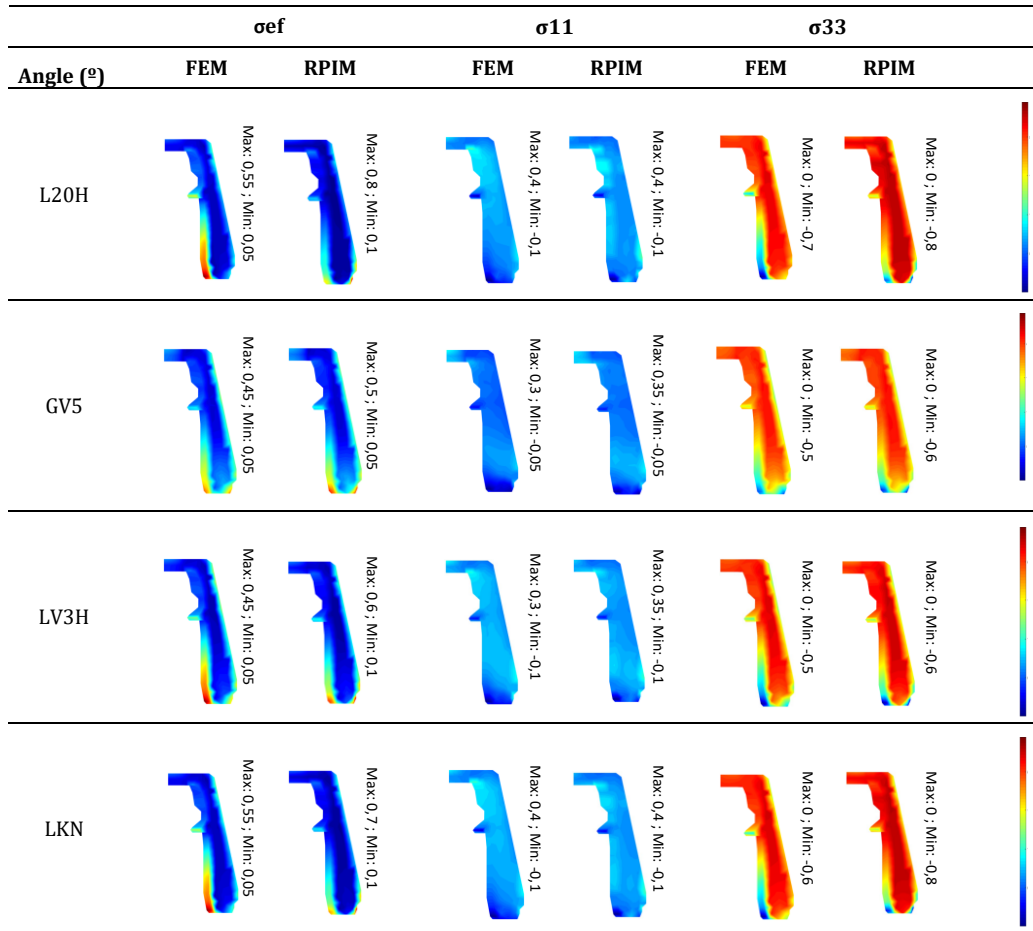 σef σ11 σ33
Angle (º) FEM RPIM FEM RPIM FEM RPIM
L20H
Max: 0,55 ; Min: 0,05
Max: 0,8 ; Min: 0,1
Max: 0,4 ; Min: -0,1
Max: 0,4 ; Min: -0,1
Max: 0 ; Min: -0,7
Max: 0 ; Min: -0,8
GV5
Max: 0,45 ; Min: 0,05
Max: 0,5 ; Min: 0,05
Max: 0,3 ; Min: -0,05
Max: 0,35 ; Min: -0,05
Max: 0 ; Min: -0,5
Max: 0 ; Min: -0,6
LV3H
Max: 0,45 ; Min: 0,05
Max: 0,6 ; Min: 0,1
Max: 0,3 ; Min: -0,1
Max: 0,35 ; Min: -0,1
Max: 0 ; Min: -0,5
Max: 0 ; Min: -0,6
LKN
Max: 0,55 ; Min: 0,05
Max: 0,7 ; Min: 0,1
Max: 0,4 ; Min: -0,1
Max: 0,4 ; Min: -0,1
Max: 0 ; Min: -0,6
Max: 0 ; Min: -0,8